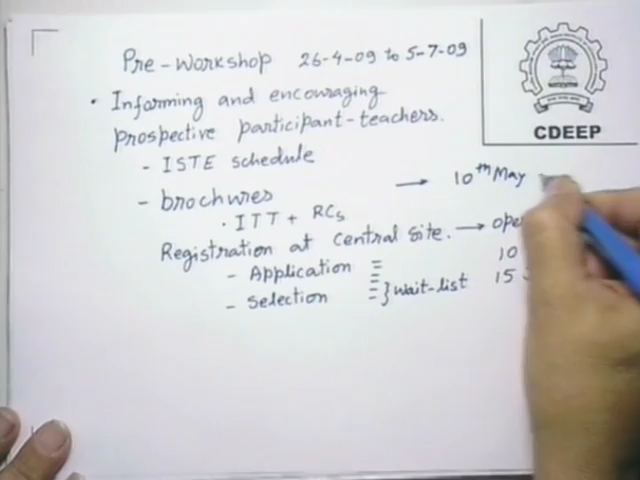 Pre-Workshop 26-4-09 to 5-7-09
• Informing and encouraging
prospective participant-teachers.
- ISTE schedule
- brochures → 10th May
• ITT + RCs
Registration at central site. → ope
- Application 10
- Selection } wait-list 15
CDEEP